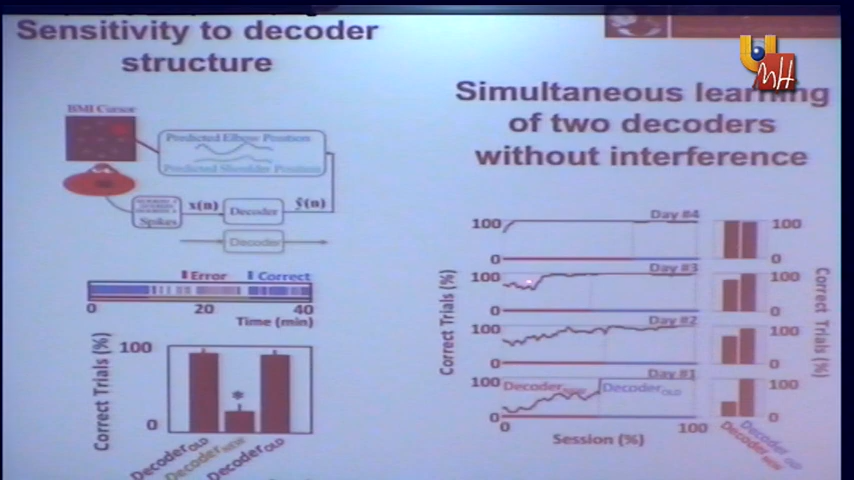 Sensitivity to decoder
structure
BMI Cursor
Predicted Elbow Position
Predicted Shoulder Position
x(n)
Decoder
ŷ(n)
Spikes
Decoder
Error
Correct
0
20
40
Time (min)
Correct Trials (%)
100
0
*
Decoder OLD
Decoder NEW
Decoder OLD
Simultaneous learning
of two decoders
without interference
Day #4
100
0
100
0
Day #3
100
0
100
0
Day #2
100
0
100
0
Day #1
100
0
100
0
Decoder NEW
Decoder OLD
0
100
Session (%)
Correct Trials (%)
Correct Trials (%)
Decoder OLD
Decoder NEW
UMH